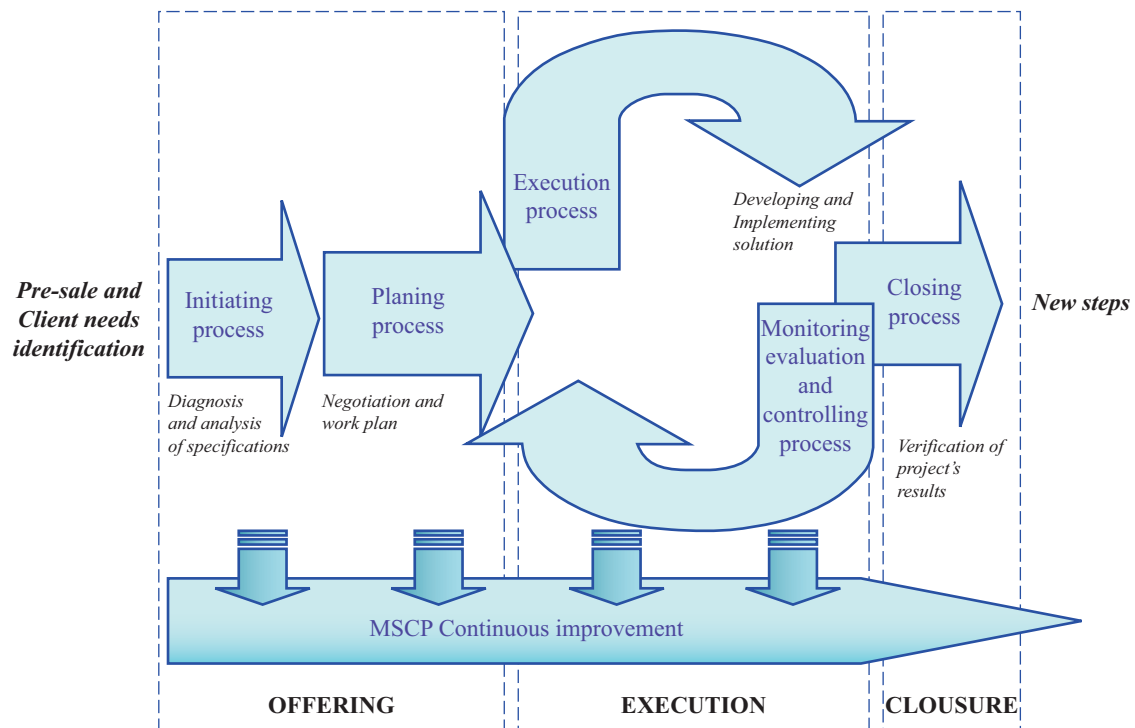 Pre-sale and
Client needs
identification
Initiating
process
Diagnosis
and analysis
of specifications
Planing
process
Negotiation and
work plan
Execution
process
Developing and
Implementing
solution
Monitoring
evaluation
and
controlling
process
Closing
process
Verification of
project’s
results
New steps
MSCP Continuous improvement
OFFERING
EXECUTION
CLOUSURE